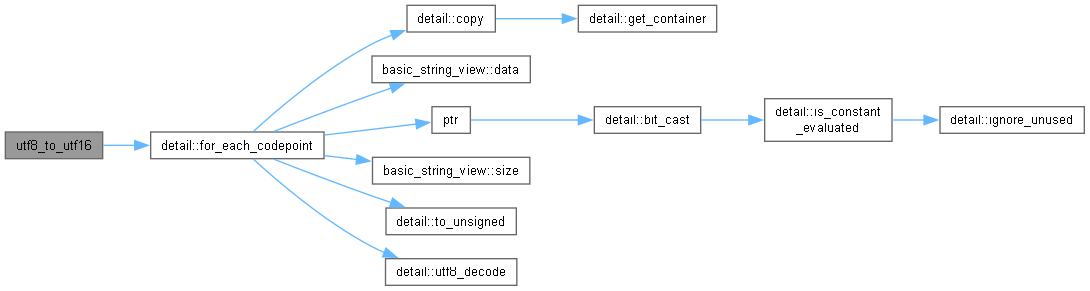 detail::copy
detail::get_container
basic_string_view::data
ptr
detail::bit_cast
detail::is_constant
_evaluated
detail::ignore_unused
utf8_to_utf16
detail::for_each_codepoint
basic_string_view::size
detail::to_unsigned
detail::utf8_decode